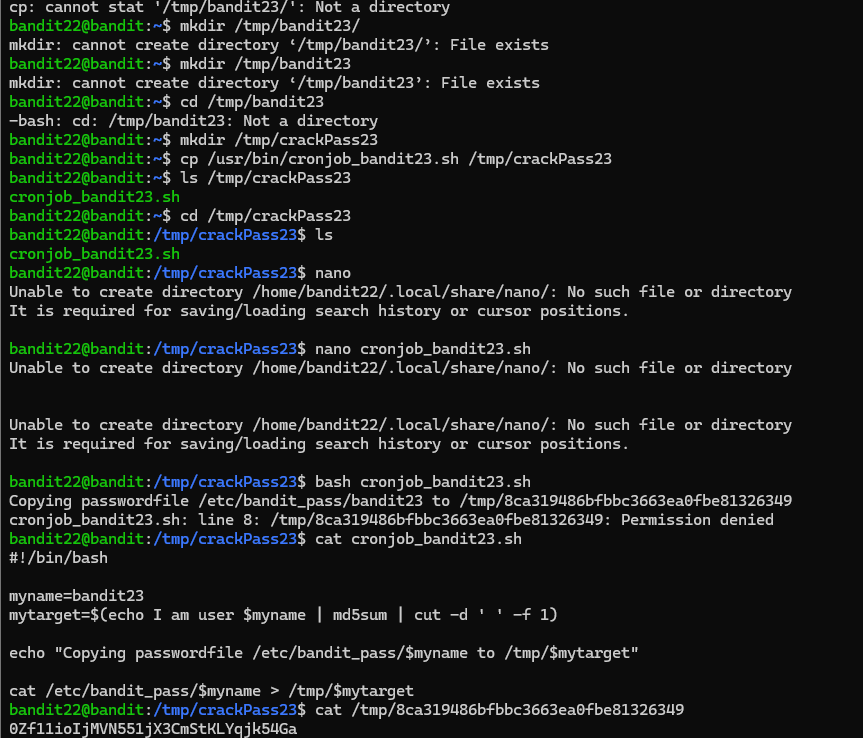 cp: cannot stat '/tmp/bandit23/': Not a directory
bandit22@bandit:~$ mkdir /tmp/bandit23/
mkdir: cannot create directory ‘/tmp/bandit23/’: File exists
bandit22@bandit:~$ mkdir /tmp/bandit23
mkdir: cannot create directory ‘/tmp/bandit23’: File exists
bandit22@bandit:~$ cd /tmp/bandit23
-bash: cd: /tmp/bandit23: Not a directory
bandit22@bandit:~$ mkdir /tmp/crackPass23
bandit22@bandit:~$ cp /usr/bin/cronjob_bandit23.sh /tmp/crackPass23
bandit22@bandit:~$ ls /tmp/crackPass23
cronjob_bandit23.sh
bandit22@bandit:~$ cd /tmp/crackPass23
bandit22@bandit:/tmp/crackPass23$ ls
cronjob_bandit23.sh
bandit22@bandit:/tmp/crackPass23$ nano
Unable to create directory /home/bandit22/.local/share/nano/: No such file or directory
It is required for saving/loading search history or cursor positions.
bandit22@bandit:/tmp/crackPass23$ nano cronjob_bandit23.sh
Unable to create directory /home/bandit22/.local/share/nano/: No such file or directory
Unable to create directory /home/bandit22/.local/share/nano/: No such file or directory
It is required for saving/loading search history or cursor positions.
bandit22@bandit:/tmp/crackPass23$ bash cronjob_bandit23.sh
Copying passwordfile /etc/bandit_pass/bandit23 to /tmp/8ca319486bfbbc3663ea0fbe81326349
cronjob_bandit23.sh: line 8: /tmp/8ca319486bfbbc3663ea0fbe81326349: Permission denied
bandit22@bandit:/tmp/crackPass23$ cat cronjob_bandit23.sh
#!/bin/bash
myname=bandit23
mytarget=$(echo I am user $myname | md5sum | cut -d ' ' -f 1)
echo "Copying passwordfile /etc/bandit_pass/$myname to /tmp/$mytarget"
cat /etc/bandit_pass/$myname > /tmp/$mytarget
bandit22@bandit:/tmp/crackPass23$ cat /tmp/8ca319486bfbbc3663ea0fbe81326349
0Zf11ioIjMVN551jX3CmStKLYqjk54Ga